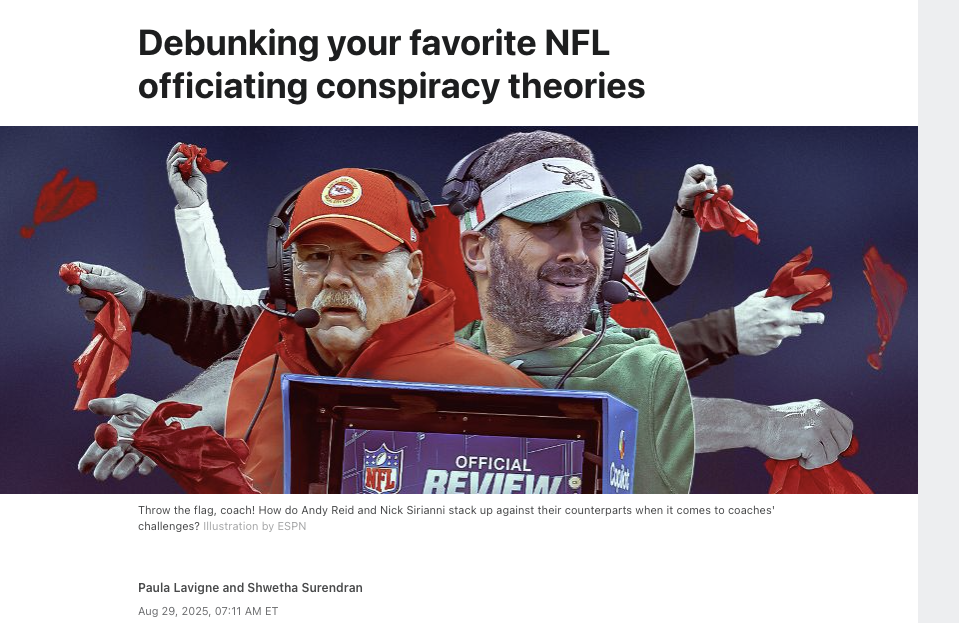 Debunking your favorite NFL
officiating conspiracy theories
NFL
OFFICIAL
REVIEW
Copilot
Throw the flag, coach! How do Andy Reid and Nick Sirianni stack up against their counterparts when it comes to coaches'
challenges? Illustration by ESPN
Paula Lavigne and Shwetha Surendran
Aug 29, 2025, 07:11 AM ET